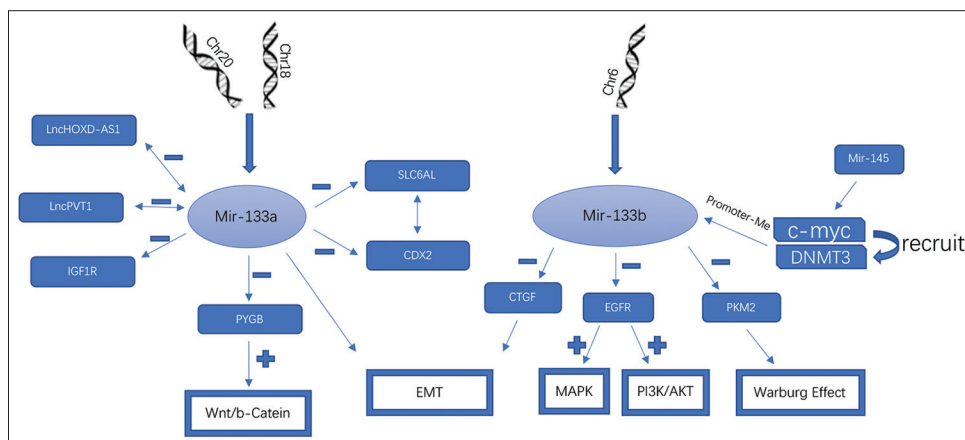 Chr20
Chr18
Chr6
LncHOXD-AS1
SLC6AL
Mir-145
LncPVT1
Mir-133a
Mir-133b
Promoter-Me
c-myc
recruit
DNMT3
IGF1R
CDX2
CTGF
EGFR
PKM2
PYGB
EMT
MAPK
PI3K/AKT
Warburg Effect
Wnt/b-Catein